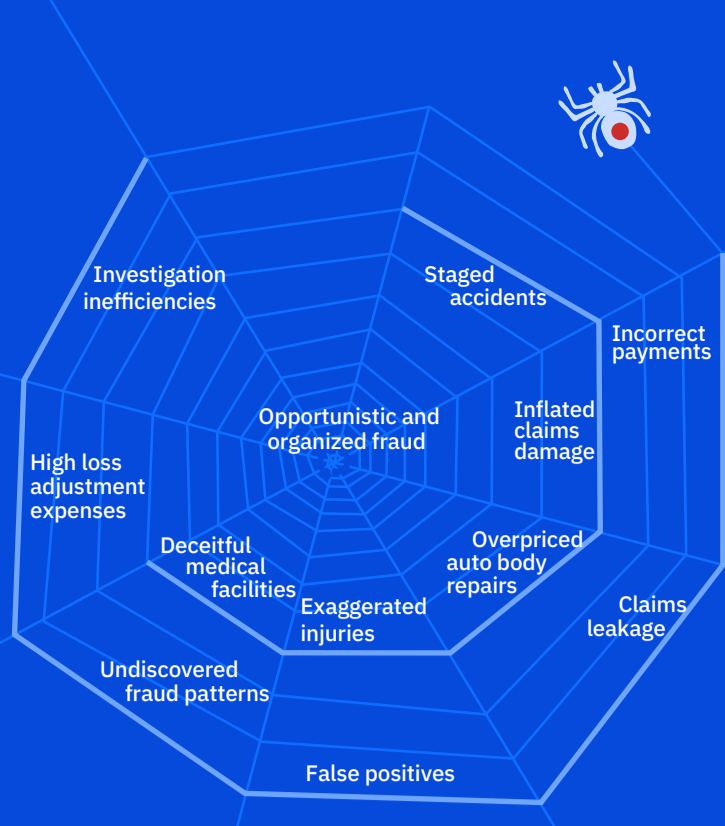 Investigation
inefficiencies
Staged
accidents
Incorrect
payments
Opportunistic and
organized fraud
Inflated
claims
damage
High loss
adjustment
expenses
Deceitful
medical
facilities
Overpriced
auto body
repairs
Exaggerated
injuries
Claims
leakage
Undiscovered
fraud patterns
False positives